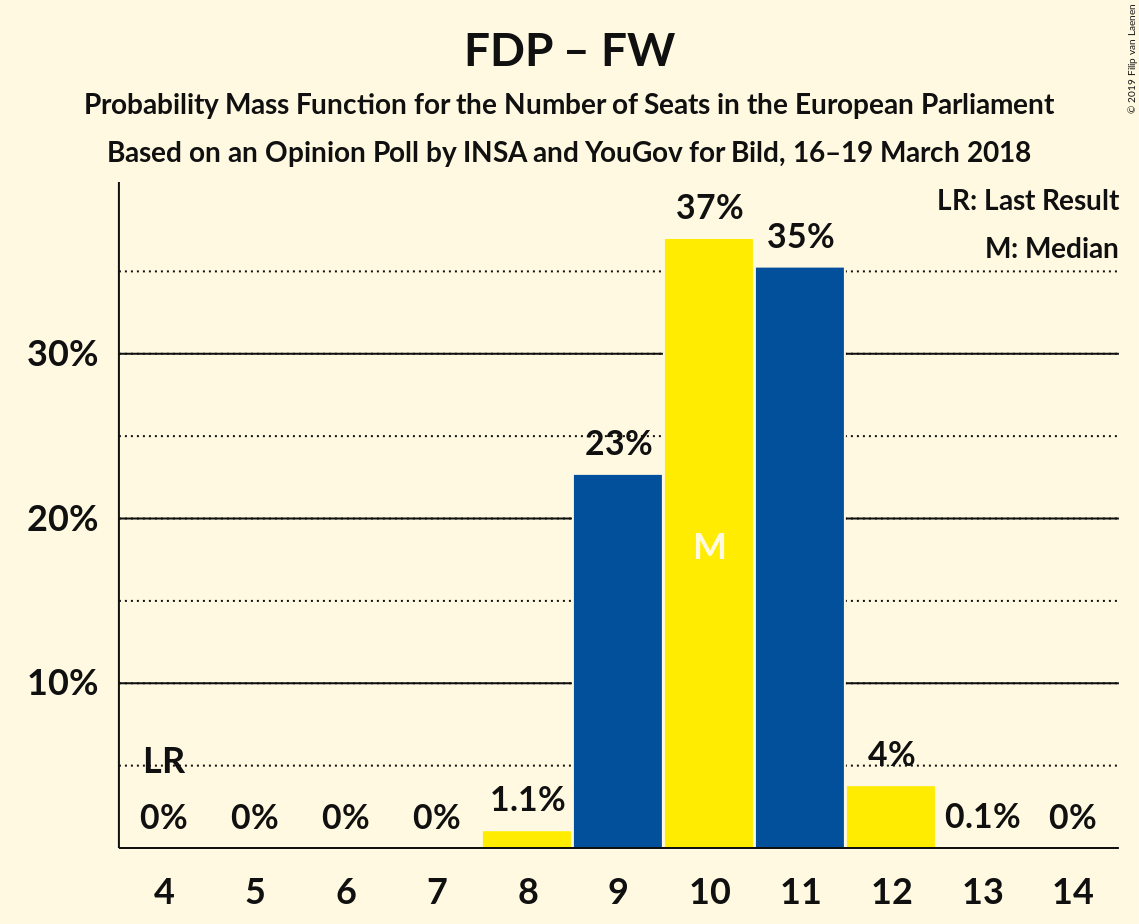 FDP – FW
Probability Mass Function for the Number of Seats in the European Parliament
Based on an Opinion Poll by INSA and YouGov for Bild, 16–19 March 2018
© 2019 Filip van Laenen
LR: Last Result
M: Median
37%
35%
30%
23%
20%
M
10%
LR
4%
1.1%
0%
0%
0%
0%
0.1%
0%
4 5 6 7 8 9 10 11 12 13 14